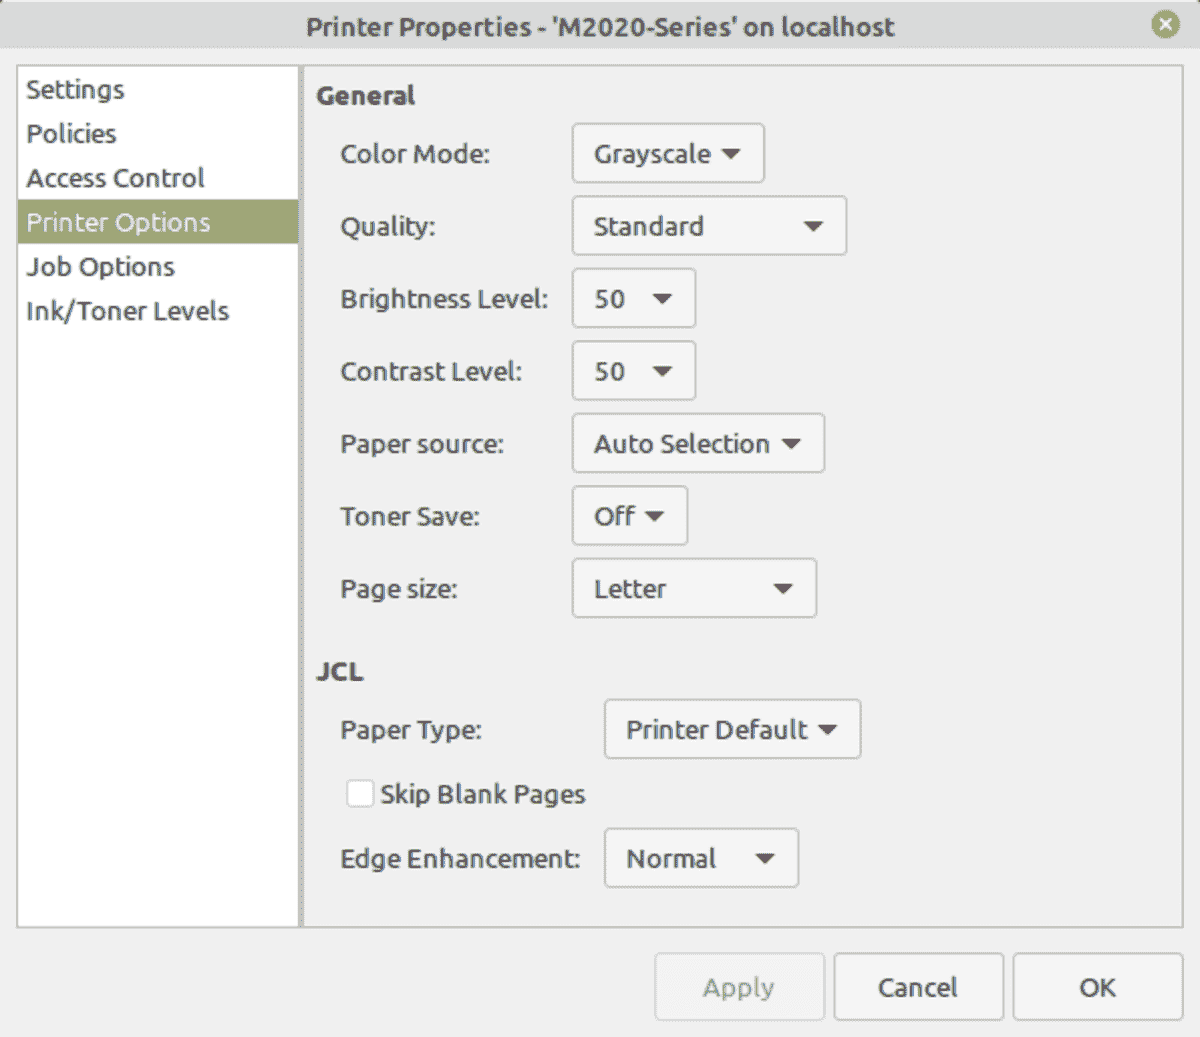 Printer Properties - 'M2020-Series' on localhost
Settings
Policies
Access Control
Printer Options
Job Options
Ink/Toner Levels
General
Color Mode: Grayscale
Quality: Standard
Brightness Level: 50
Contrast Level: 50
Paper source: Auto Selection
Toner Save: Off
Page size: Letter
JCL
Paper Type: Printer Default
Skip Blank Pages
Edge Enhancement: Normal
Apply Cancel OK